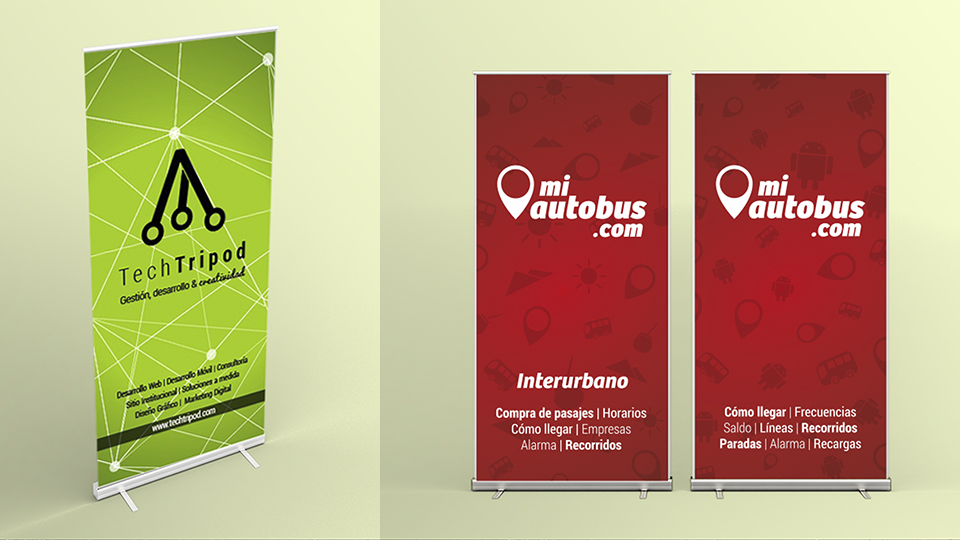 TechTripod
Gestión, desarrollo & creatividad
Desarrollo Web | Desarrollo Móvil | Consultoría
Sitio Institucional | Soluciones a medida
Diseño Gráfico | Marketing Digital
www.techtripod.com
mi
autobus
.com
Interurbano
Compra de pasajes | Horarios
Cómo llegar | Empresas
Alarma | Recorridos
mi
autobus
.com
Cómo llegar | Frecuencias
Saldo | Líneas | Recorridos
Paradas | Alarma | Recargas